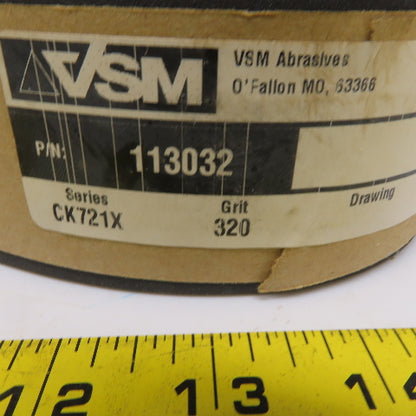 VSM
VSM Abrasives
O'Fallon MO, 63366
P/N: 113032
Series Grit Drawing
CK721X 320
12 13 14